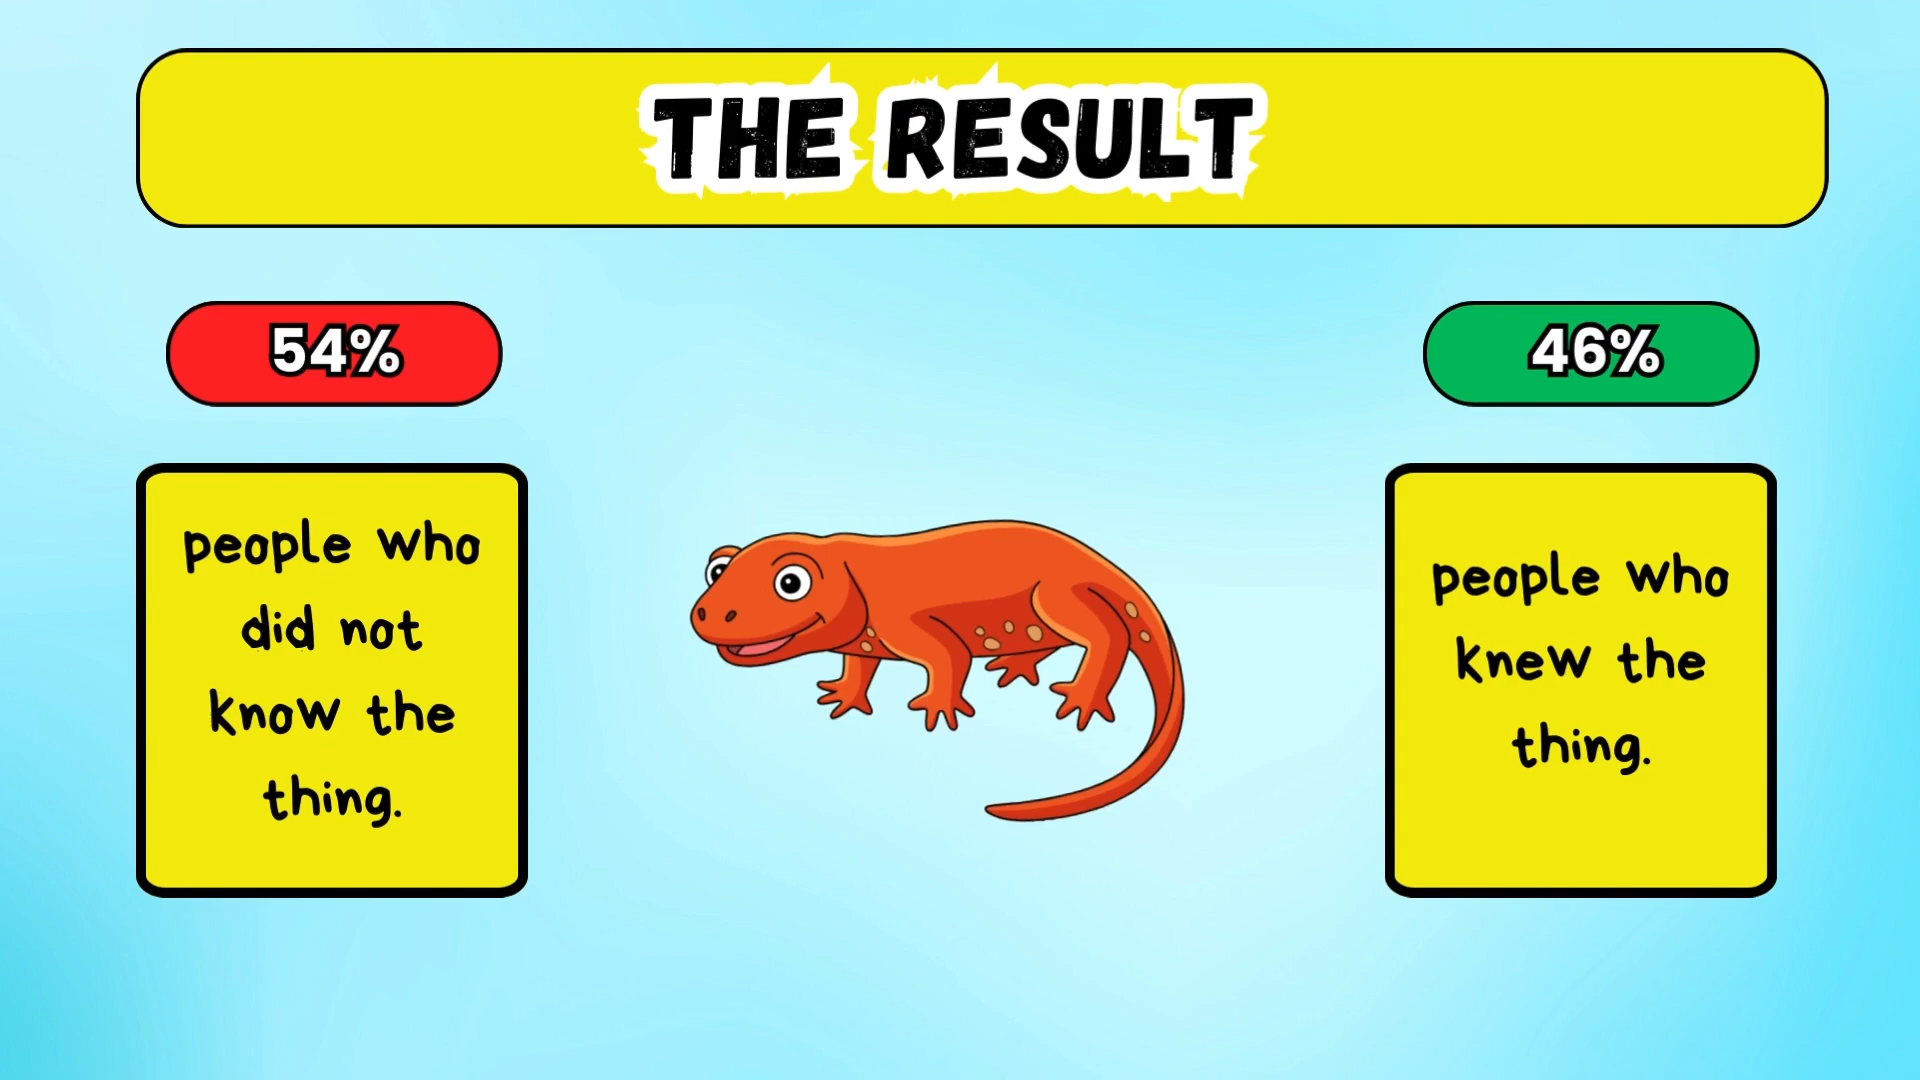 THE RESULT
54%
46%
people who
did not
know the
thing.
people who
knew the
thing.